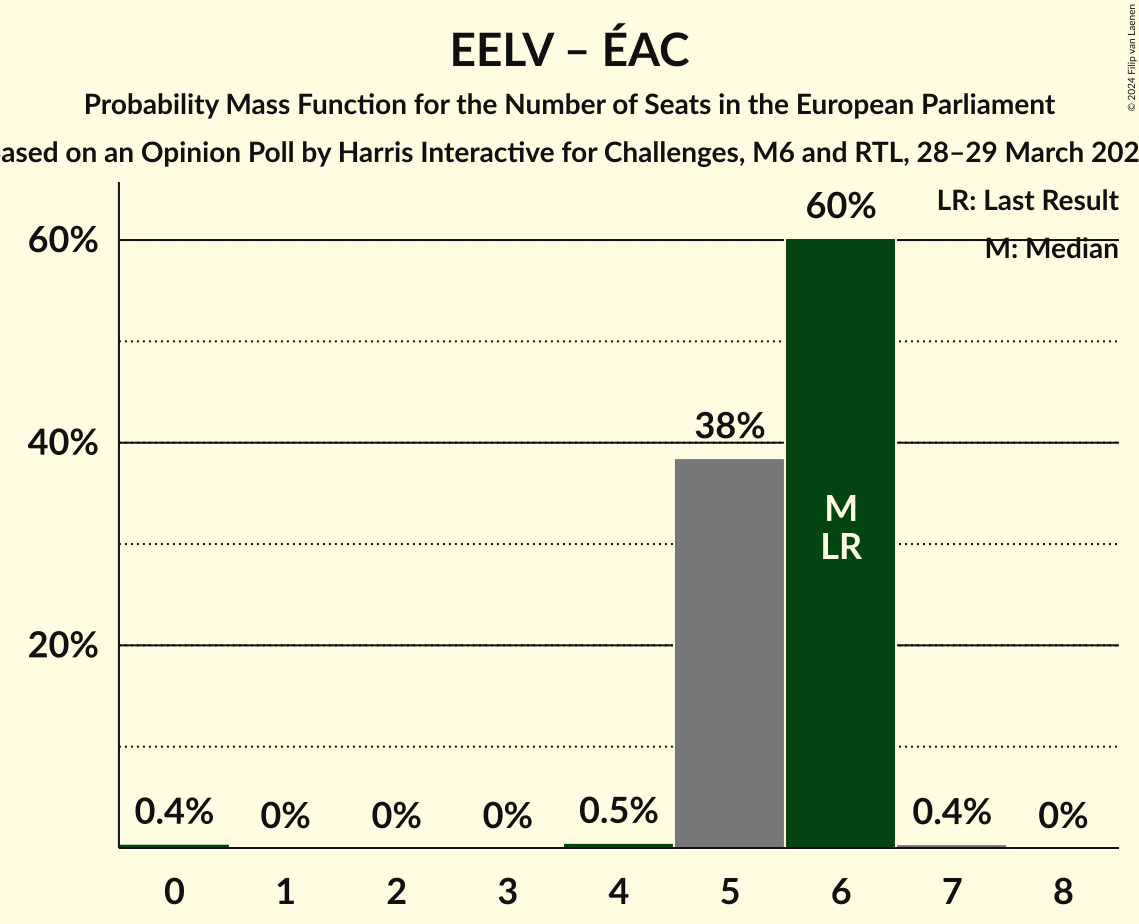 EELV – ÉAC
Probability Mass Function for the Number of Seats in the European Parliament
ased on an Opinion Poll by Harris Interactive for Challenges, M6 and RTL, 28–29 March 202
© 2024 Filip van Laenen
LR: Last Result
M: Median
60%
40%
20%
0.4%
0%
0%
0%
0.5%
38%
60%
0.4%
0%
M
LR
0
1
2
3
4
5
6
7
8